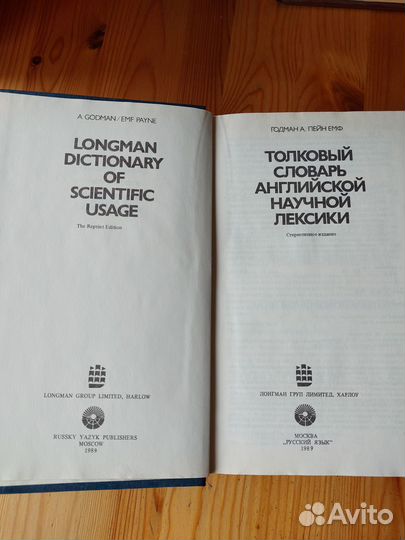 A GODMAN/EMF PAYNE
LONGMAN
DICTIONARY
OF
SCIENTIFIC
USAGE
The Reprint Edition
LONGMAN GROUP LIMITED, HARLOW
RUSSKY YAZYK PUBLISHERS
MOSCOW
1989
ГОДМАН А. ПЕЙН ЕМФ
ТОЛКОВЫЙ
СЛОВАРЬ
АНГЛИЙСКОЙ
НАУЧНОЙ
ЛЕКСИКИ
Стереотипное издание
ЛОНГМАН ГРУП ЛИМИТЕД, ХАРЛОУ
МОСКВА
„РУССКИЙ ЯЗЫК"
1989
Avito